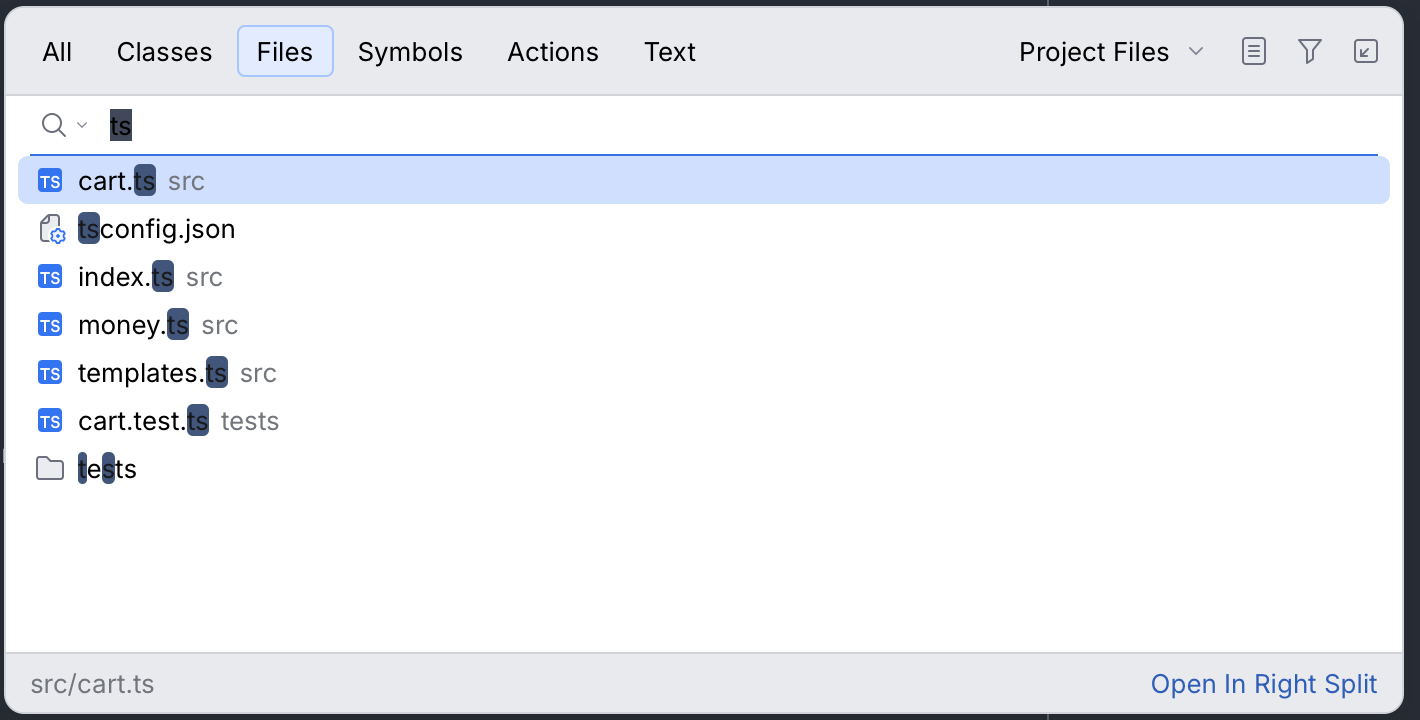 All Classes Files Symbols Actions Text Project Files
ts
TS cart.ts src
tsconfig.json
TS index.ts src
TS money.ts src
TS templates.ts src
TS cart.test.ts tests
tests
src/cart.ts Open In Right Split